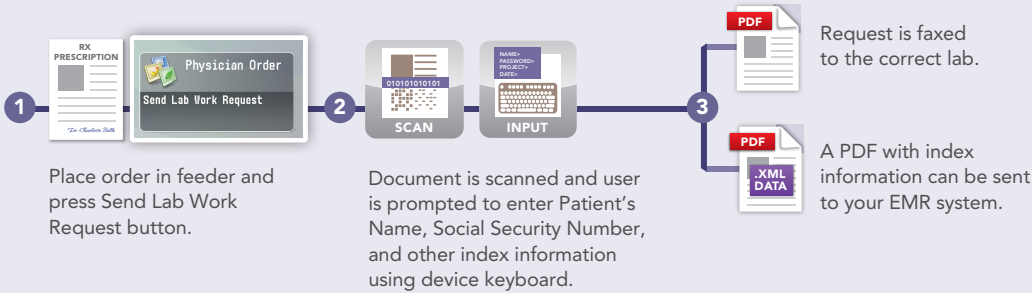 1
RX
PRESCRIPTION
Dr. Charlotte Bills
Physician Order
Send Lab Work Request
Place order in feeder and
press Send Lab Work
Request button.
2
010101010101
SCAN
NAME>
PASSWORD>
PROJECT>
DATE>
INPUT
Document is scanned and user
is prompted to enter Patient’s
Name, Social Security Number,
and other index information
using device keyboard.
3
PDF
Request is faxed
to the correct lab.
PDF
.XML
DATA
A PDF with index
information can be sent
to your EMR system.